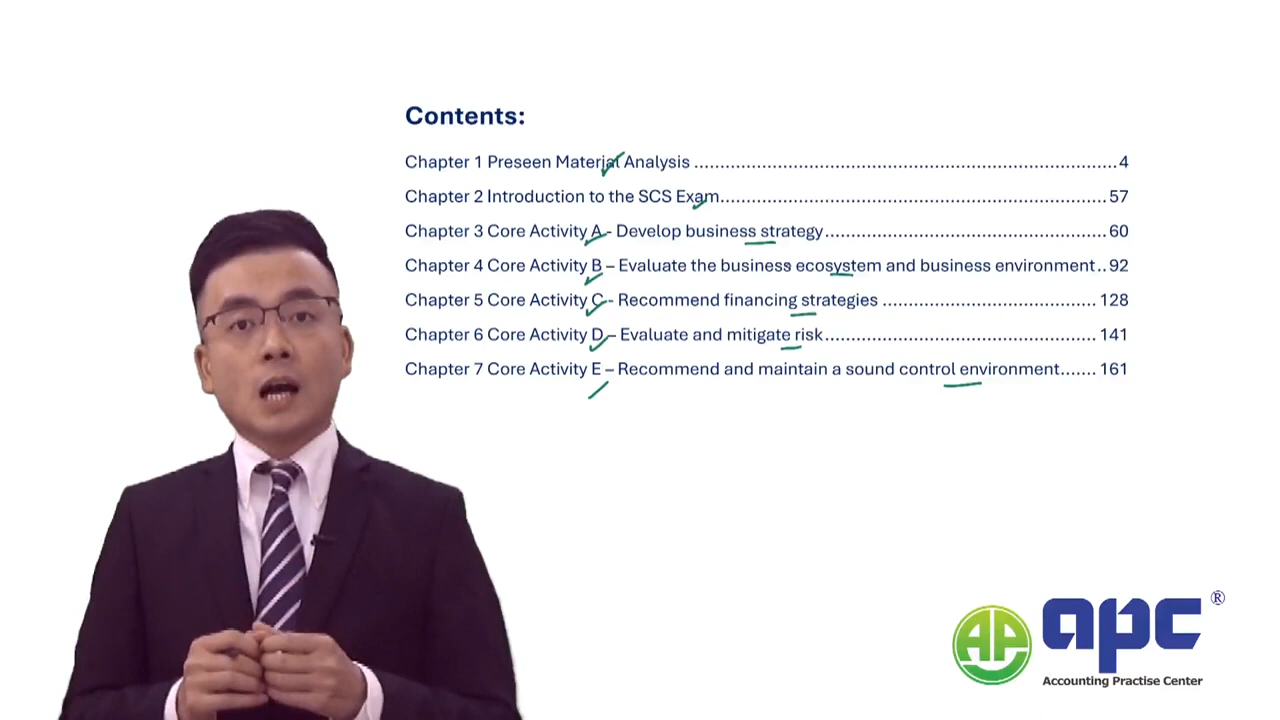 Contents:
Chapter 1 Preseen Material Analysis ........................................................................ 4
Chapter 2 Introduction to the SCS Exam.................................................................... 57
Chapter 3 Core Activity A - Develop business strategy................................................ 60
Chapter 4 Core Activity B – Evaluate the business ecosystem and business environment .. 92
Chapter 5 Core Activity C - Recommend financing strategies .................................... 128
Chapter 6 Core Activity D – Evaluate and mitigate risk.............................................. 141
Chapter 7 Core Activity E – Recommend and maintain a sound control environment....... 161
AP apc ®
Accounting Practise Center